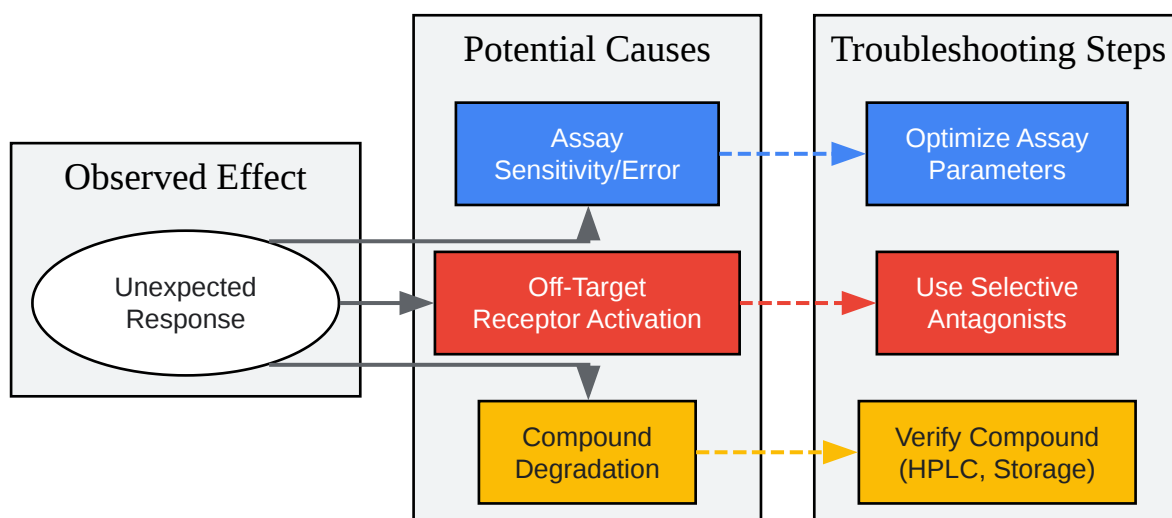 Observed Effect
Unexpected
Response
Potential Causes
Assay
Sensitivity/Error
Off-Target
Receptor Activation
Compound
Degradation
Troubleshooting Steps
Optimize Assay
Parameters
Use Selective
Antagonists
Verify Compound
(HPLC, Storage)